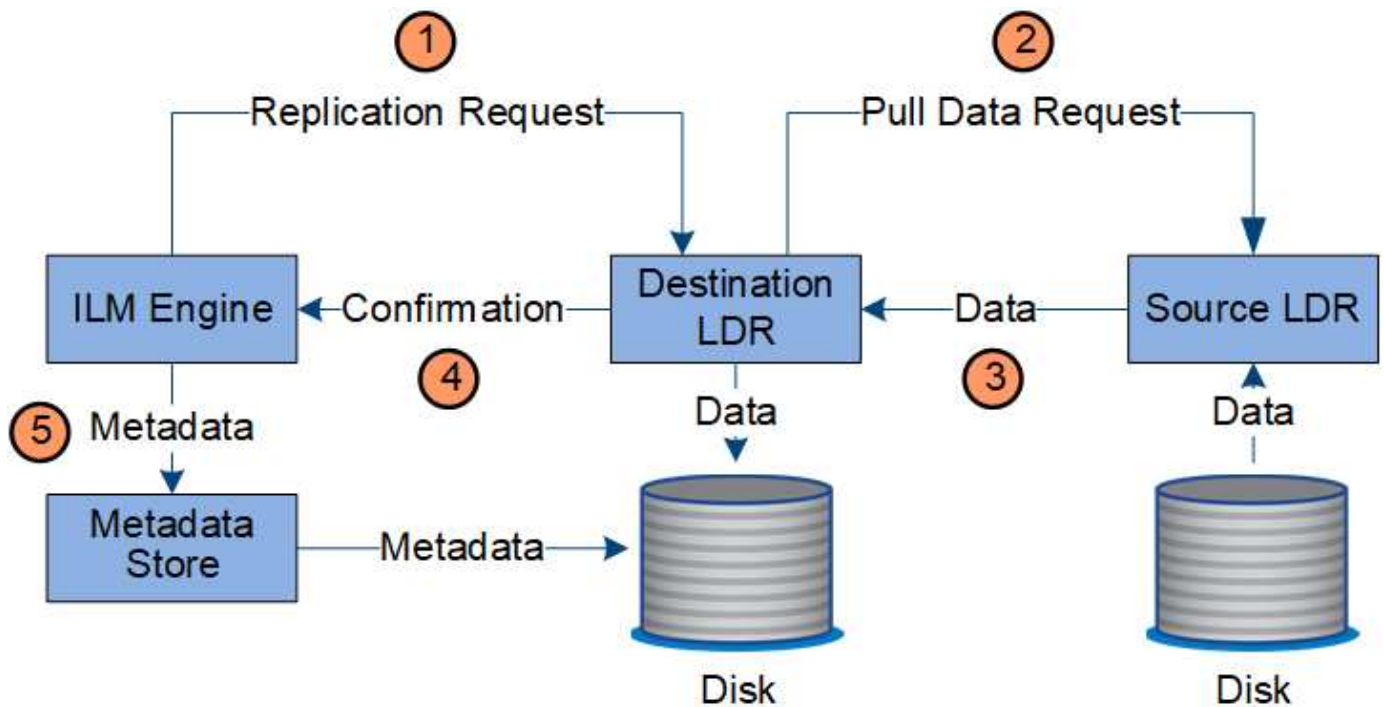 1
2
Replication Request
Pull Data Request
ILM Engine
Confirmation
Destination
LDR
Data
Source LDR
4
3
5
Metadata
Data
Data
Metadata
Store
Metadata
Disk
Disk